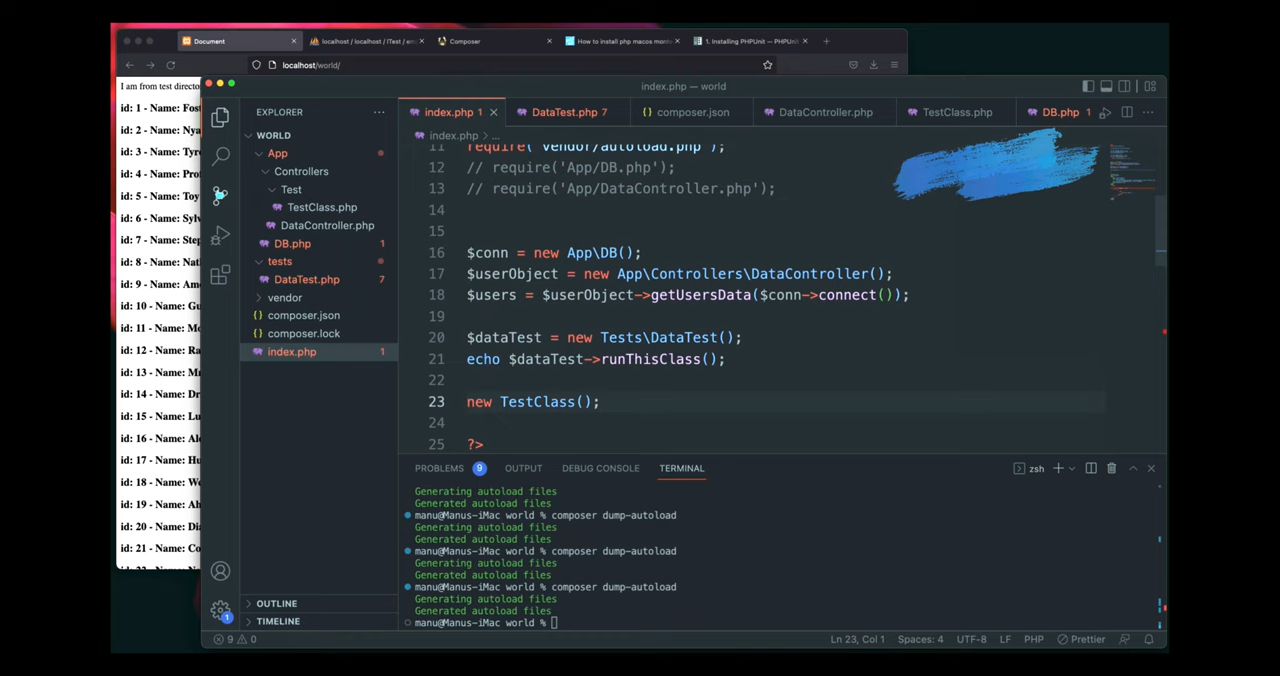 Document
localhost / localhost / ITest / em
Composer
How to install php macos mont
1. Installing PHPUnit — PHPUnit
localhost/world/
I am from test directo
id: 1 - Name: Fost
id: 2 - Name: Nya
id: 3 - Name: Tyro
id: 4 - Name: Prof
id: 5 - Name: Toy
id: 6 - Name: Sylv
id: 7 - Name: Step
id: 8 - Name: Nath
id: 9 - Name: Ame
id: 10 - Name: Gu
id: 11 - Name: Mo
id: 12 - Name: Ra
id: 13 - Name: Mr
id: 14 - Name: Dr
id: 15 - Name: Lu
id: 16 - Name: Ale
id: 17 - Name: Hu
id: 18 - Name: We
id: 19 - Name: Ah
id: 20 - Name: Dia
id: 21 - Name: Co
index.php — world
EXPLORER
WORLD
App
Controllers
Test
TestClass.php
DataController.php
DB.php 1
tests
DataTest.php 7
vendor
composer.json
composer.lock
index.php 1
OUTLINE
TIMELINE
index.php 1
DataTest.php 7
composer.json
DataController.php
TestClass.php
DB.php 1
index.php > ...
11 require('vendor/autoload.php');
12 // require('App/DB.php');
13 // require('App/DataController.php');
14
15
16 $conn = new App\DB();
17 $userObject = new App\Controllers\DataController();
18 $users = $userObject->getUsersData($conn->connect());
19
20 $dataTest = new Tests\DataTest();
21 echo $dataTest->runThisClass();
22
23 new TestClass();
24
25 ?>
PROBLEMS 9 OUTPUT DEBUG CONSOLE TERMINAL
zsh
Generating autoload files
Generated autoload files
manu@Manus-iMac world % composer dump-autoload
Generating autoload files
Generated autoload files
manu@Manus-iMac world % composer dump-autoload
Generating autoload files
Generated autoload files
manu@Manus-iMac world % composer dump-autoload
Generating autoload files
Generated autoload files
manu@Manus-iMac world %
1
9 0
Ln 23, Col 1 Spaces: 4 UTF-8 LF PHP Prettier